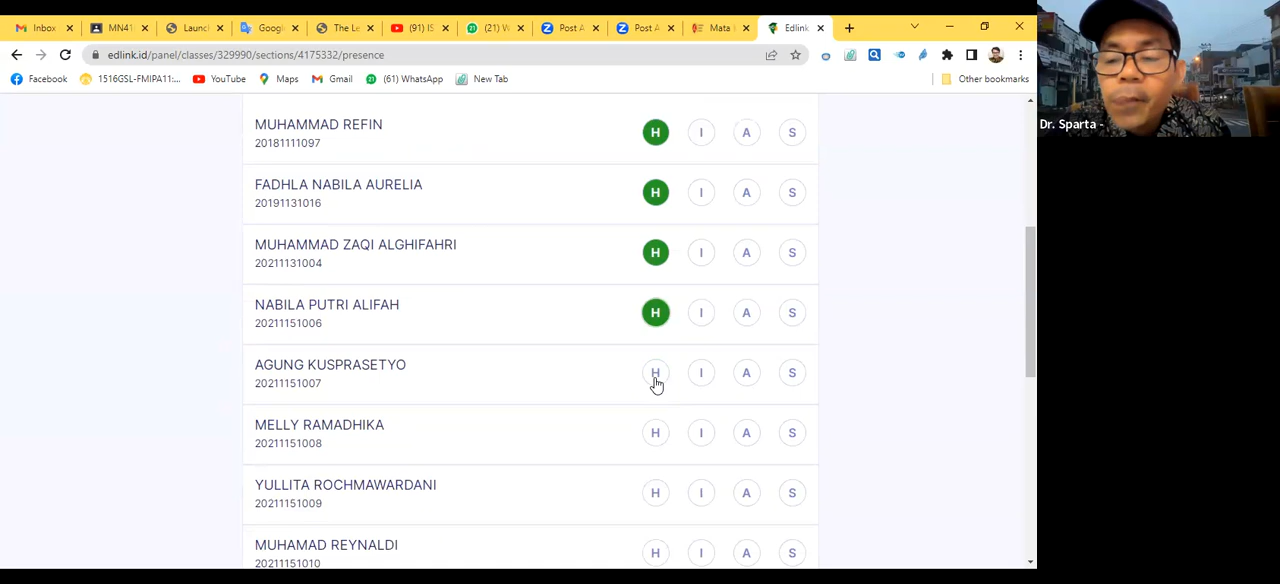 Inbox
MN41
Launch
Google
The Le
(91) IS
(21) W
Post A
Post A
Mata
Edlink
edlink.id/panel/classes/329990/sections/4175332/presence
Facebook
1516GSL-FMIPA11:...
YouTube
Maps
Gmail
(61) WhatsApp
New Tab
Other bookmarks
MUHAMMAD REFIN
H I A S
20181111097
FADHLA NABILA AURELIA
H I A S
20191131016
MUHAMMAD ZAQI ALGHIFAHRI
H I A S
20211131004
NABILA PUTRI ALIFAH
H I A S
20211151006
AGUNG KUSPRASETYO
H I A S
20211151007
MELLY RAMADHIKA
H I A S
20211151008
YULLITA ROCHMAWARDANI
H I A S
20211151009
MUHAMAD REYNALDI
H I A S
20211151010
Dr. Sparta -